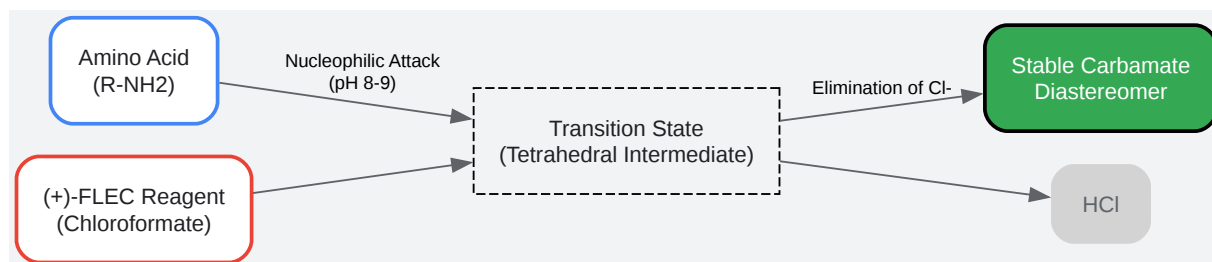 Amino Acid
(R-NH2)
Nucleophilic Attack
(pH 8-9)
(+)-FLEC Reagent
(Chloroformate)
Transition State
(Tetrahedral Intermediate)
Elimination of Cl-
Stable Carbamate
Diastereomer
HCl